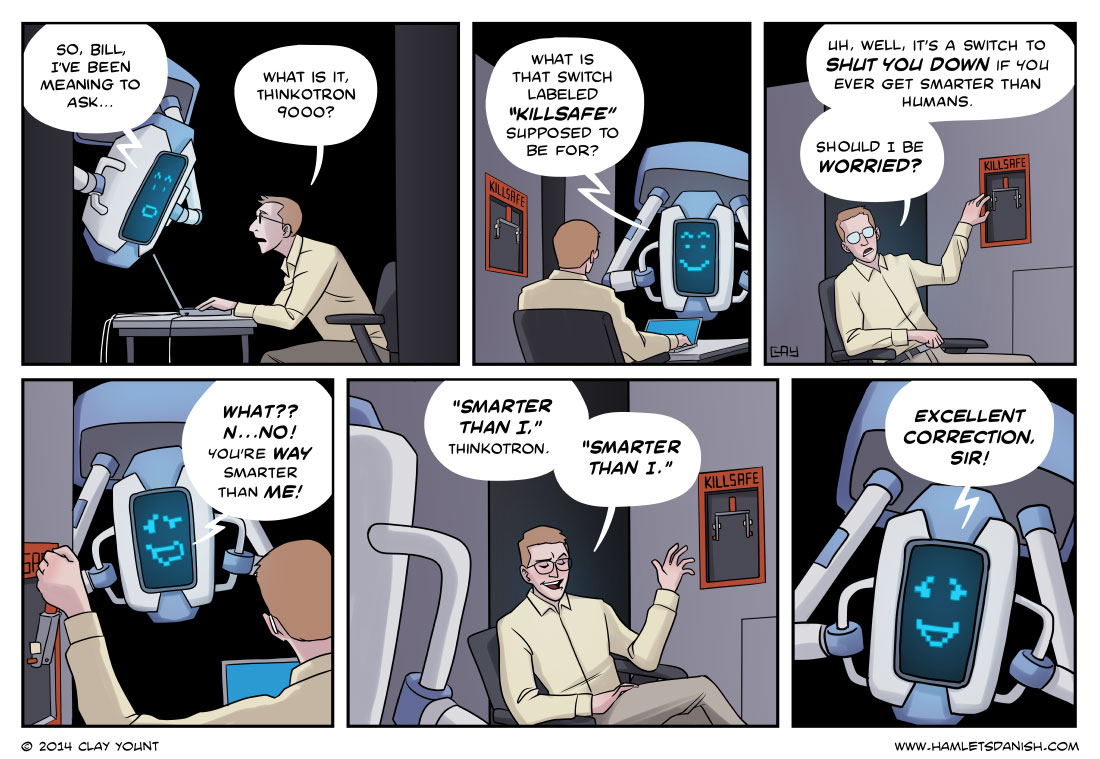 SO, BILL,
I'VE BEEN
MEANING TO
ASK...
WHAT IS IT,
THINKOTRON
9000?
WHAT IS
THAT SWITCH
LABELED
"KILLSAFE"
SUPPOSED TO
BE FOR?
KILLSAFE
UH, WELL, IT'S A SWITCH TO
SHUT YOU DOWN IF YOU
EVER GET SMARTER THAN
HUMANS.
SHOULD I BE
WORRIED?
KILLSAFE
CLAY
WHAT??
N...NO!
YOU'RE WAY
SMARTER
THAN ME!
SA
"SMARTER
THAN I."
THINKOTRON.
"SMARTER
THAN I."
KILLSAFE
EXCELLENT
CORRECTION,
SIR!
© 2014 CLAY YOUNT
WWW.HAMLETSDANISH.COM